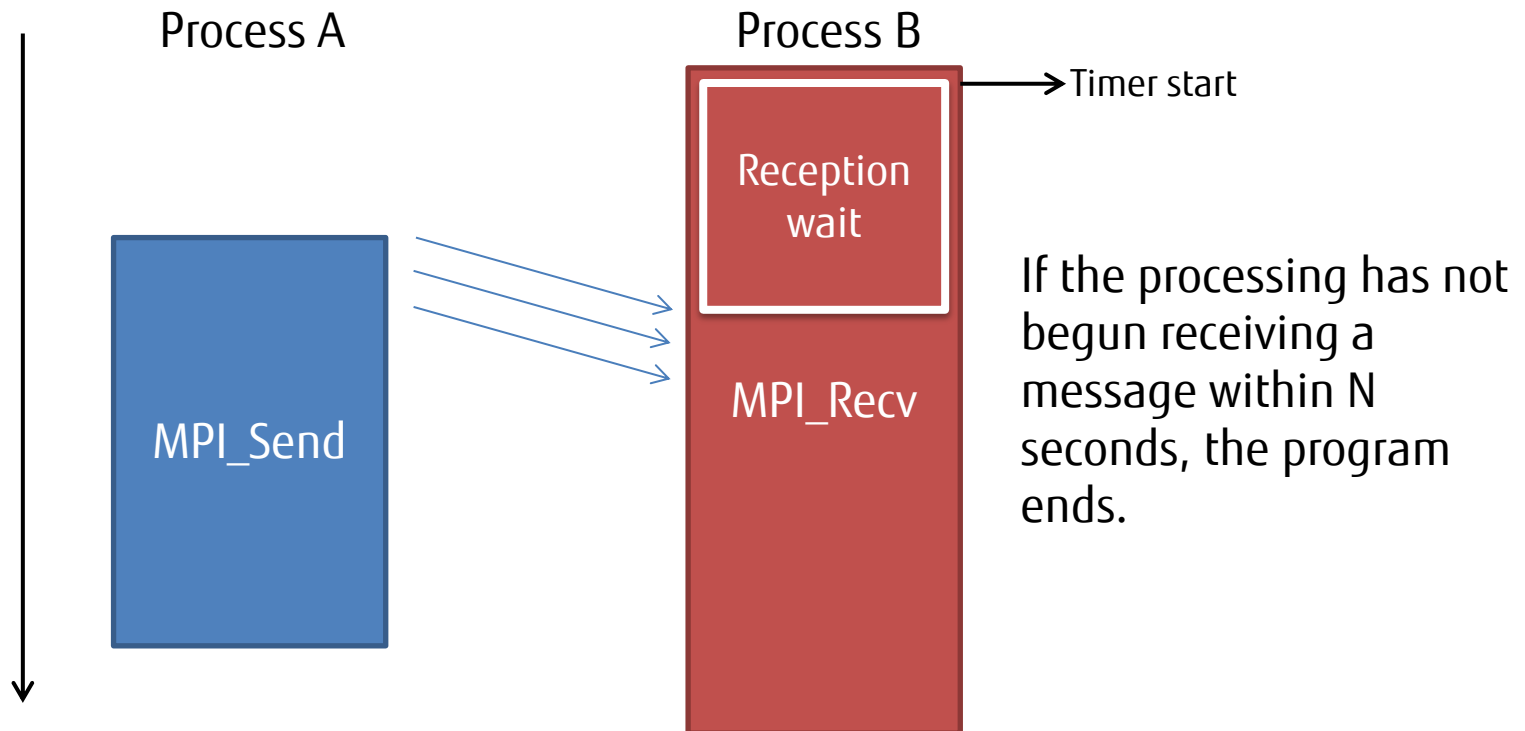 Process A
Process B
Timer start
Reception
wait
If the processing has not
begun receiving a
message within N
seconds, the program
ends.
MPI_Recv
MPI_Send